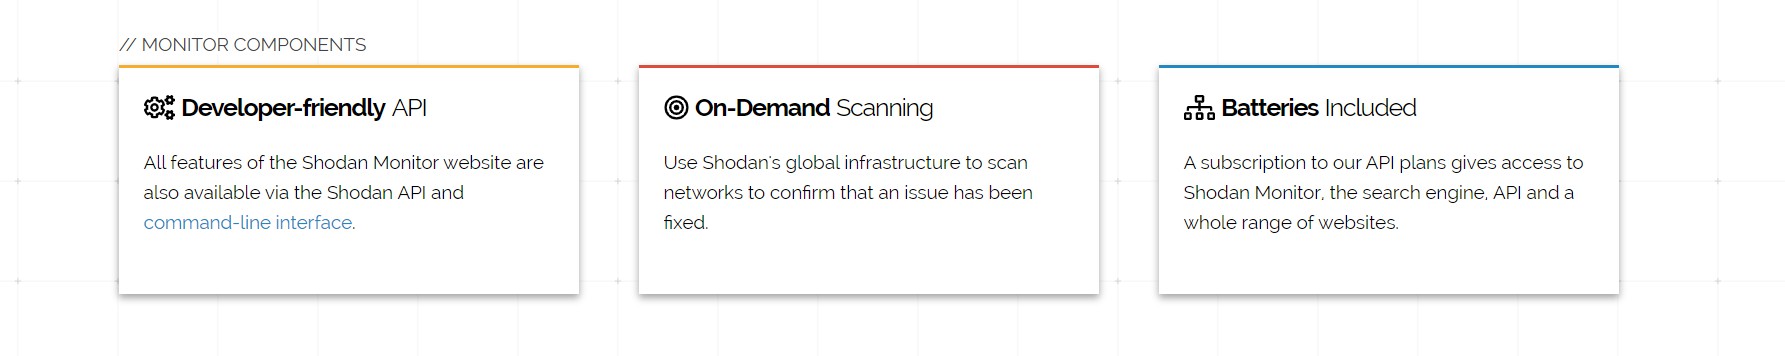 // MONITOR COMPONENTS
Developer-friendly API
All features of the Shodan Monitor website are
also available via the Shodan API and
command-line interface.
On-Demand Scanning
Use Shodan's global infrastructure to scan
networks to confirm that an issue has been
fixed.
Batteries Included
A subscription to our API plans gives access to
Shodan Monitor, the search engine, API and a
whole range of websites.